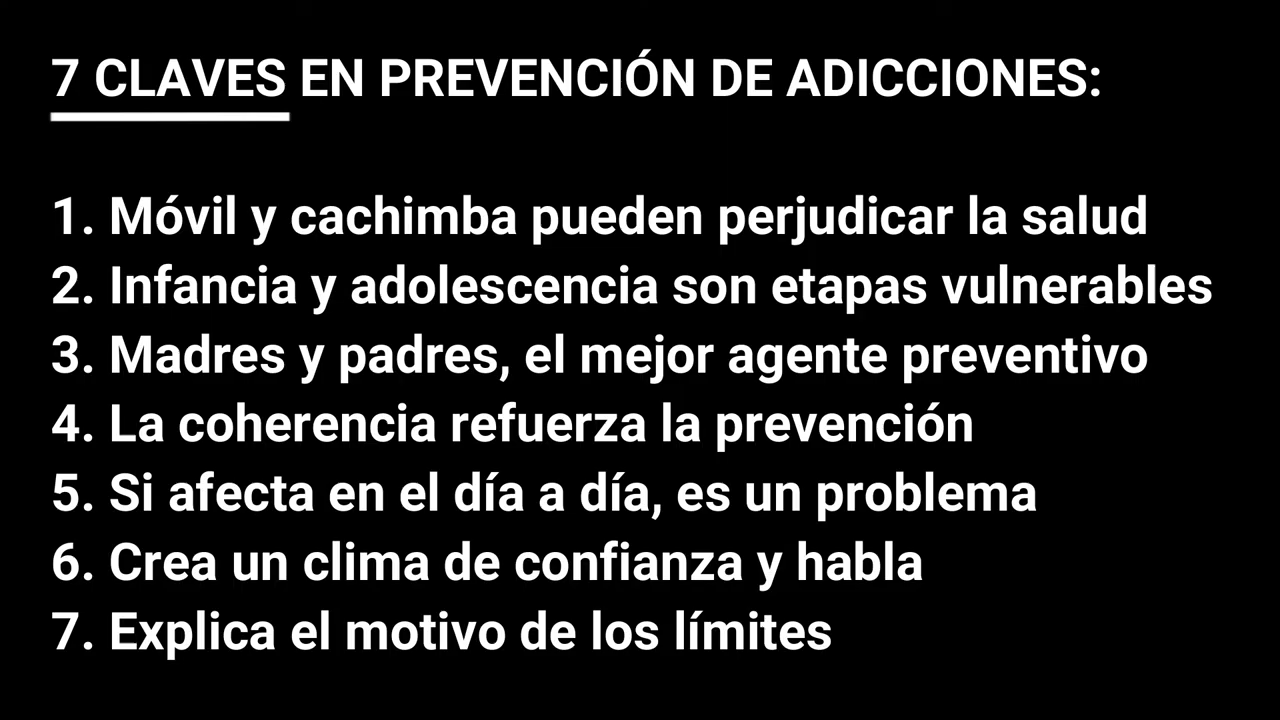 7 CLAVES EN PREVENCIÓN DE ADICCIONES:
1. Móvil y cachimba pueden perjudicar la salud
2. Infancia y adolescencia son etapas vulnerables
3. Madres y padres, el mejor agente preventivo
4. La coherencia refuerza la prevención
5. Si afecta en el día a día, es un problema
6. Crea un clima de confianza y habla
7. Explica el motivo de los límites